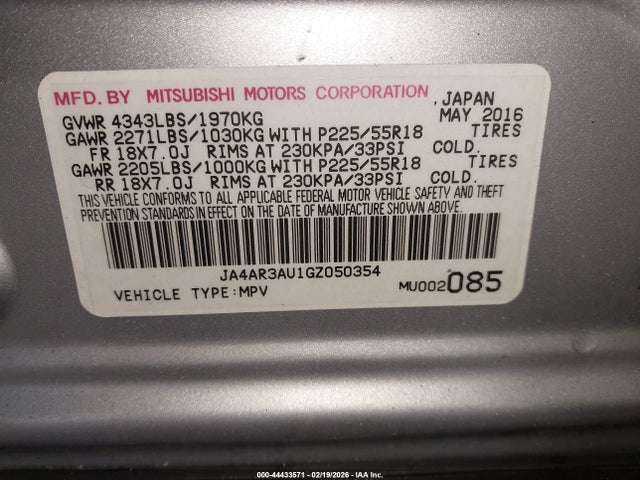 MFD. BY MITSUBISHI MOTORS CORPORATION , JAPAN
GVWR 4343LBS/1970KG MAY 2016
GAWR 2271LBS/1030KG WITH P225/55R18 TIRES
FR 18X7.0J RIMS AT 230KPA/33PSI COLD.
GAWR 2205LBS/1000KG WITH P225/55R18 TIRES
RR 18X7.0J RIMS AT 230KPA/33PSI COLD.
THIS VEHICLE CONFORMS TO ALL APPLICABLE FEDERAL MOTOR VEHICLE SAFETY AND THEFT
PREVENTION STANDARDS IN EFFECT ON THE DATE OF MANUFACTURE SHOWN ABOVE.
JA4AR3AU1GZ050354
VEHICLE TYPE:MPV MU002085
000-44433571 - 02/19/2026 - IAA Inc.